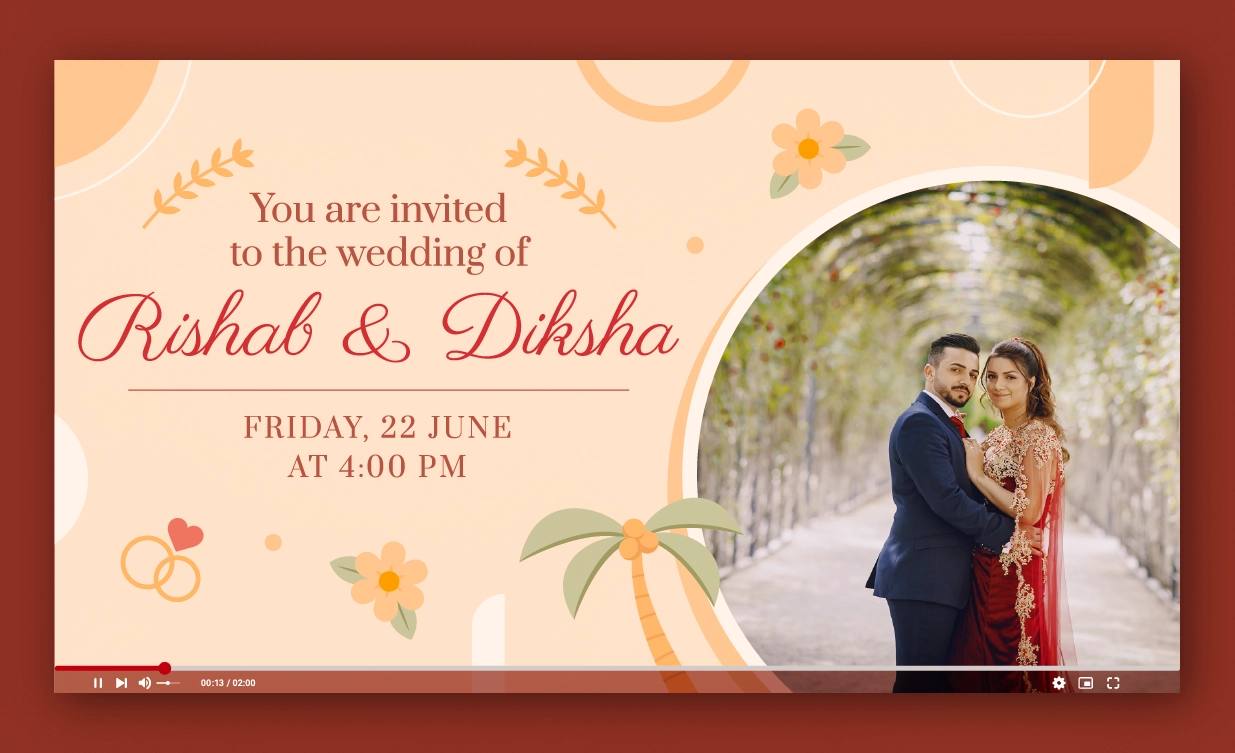 You are invited
to the wedding of
Rishab & Diksha
FRIDAY, 22 JUNE
AT 4:00 PM
00:13 / 02:00